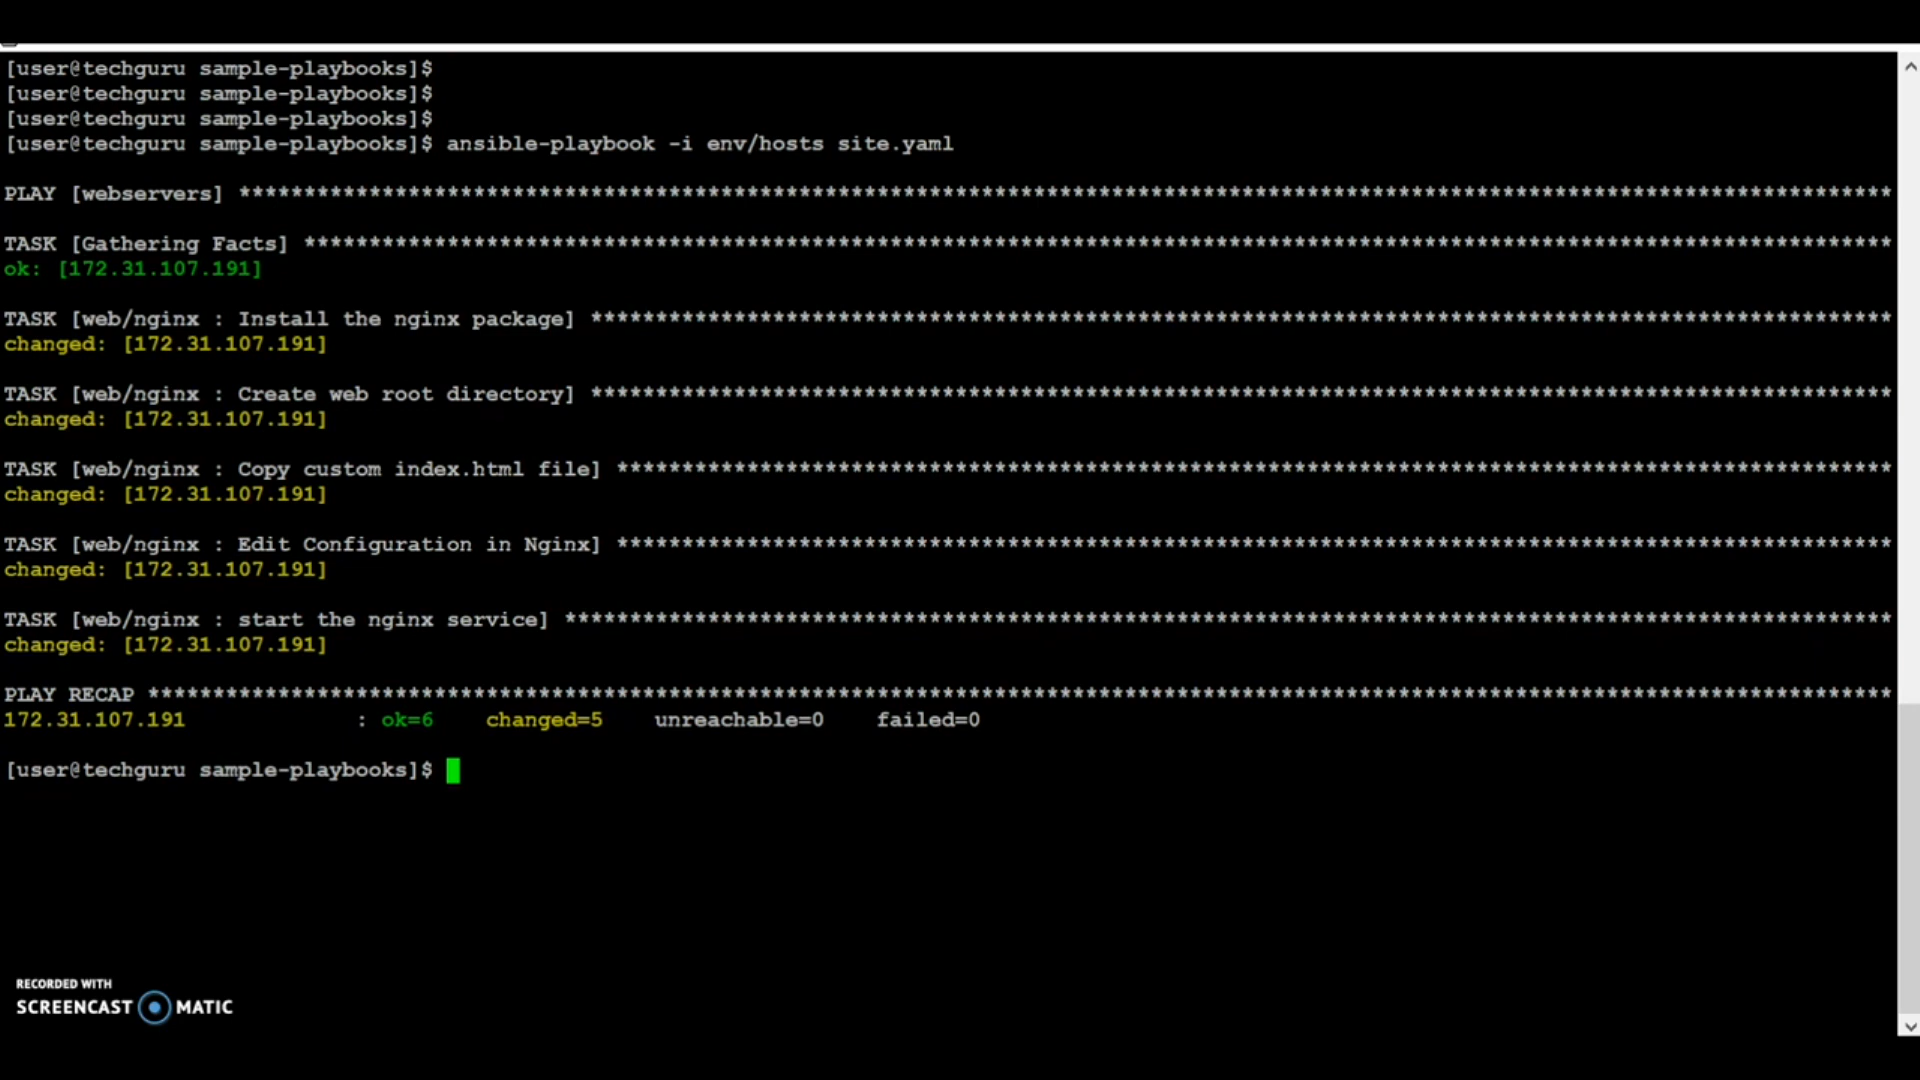 [user@techguru sample-playbooks]$
[user@techguru sample-playbooks]$
[user@techguru sample-playbooks]$
[user@techguru sample-playbooks]$ ansible-playbook -i env/hosts site.yaml
PLAY [webservers] *******************************************************************************************************************************
TASK [Gathering Facts] **************************************************************************************************************************
ok: [172.31.107.191]
TASK [web/nginx : Install the nginx package] ****************************************************************************************************
changed: [172.31.107.191]
TASK [web/nginx : Create web root directory] ****************************************************************************************************
changed: [172.31.107.191]
TASK [web/nginx : Copy custom index.html file] **************************************************************************************************
changed: [172.31.107.191]
TASK [web/nginx : Edit Configuration in Nginx] **************************************************************************************************
changed: [172.31.107.191]
TASK [web/nginx : start the nginx service] ******************************************************************************************************
changed: [172.31.107.191]
PLAY RECAP **************************************************************************************************************************************
172.31.107.191             : ok=6    changed=5    unreachable=0    failed=0
[user@techguru sample-playbooks]$
RECORDED WITH
SCREENCAST MATIC